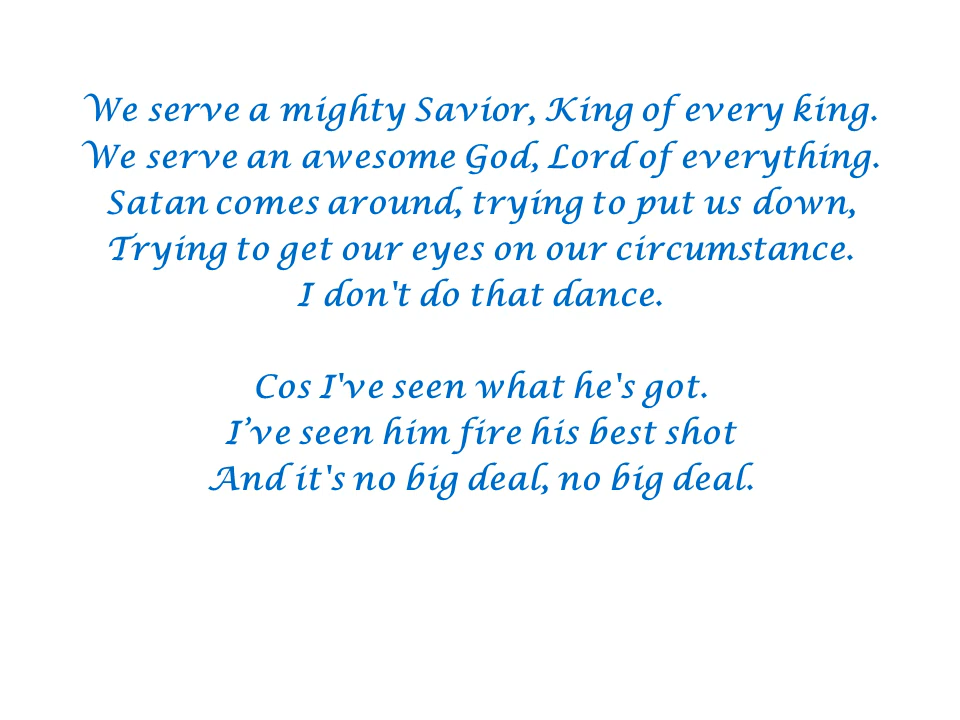 We serve a mighty Savior, King of every king.
We serve an awesome God, Lord of everything.
Satan comes around, trying to put us down,
Trying to get our eyes on our circumstance.
I don't do that dance.

Cos I've seen what he's got.
I’ve seen him fire his best shot
And it's no big deal, no big deal.